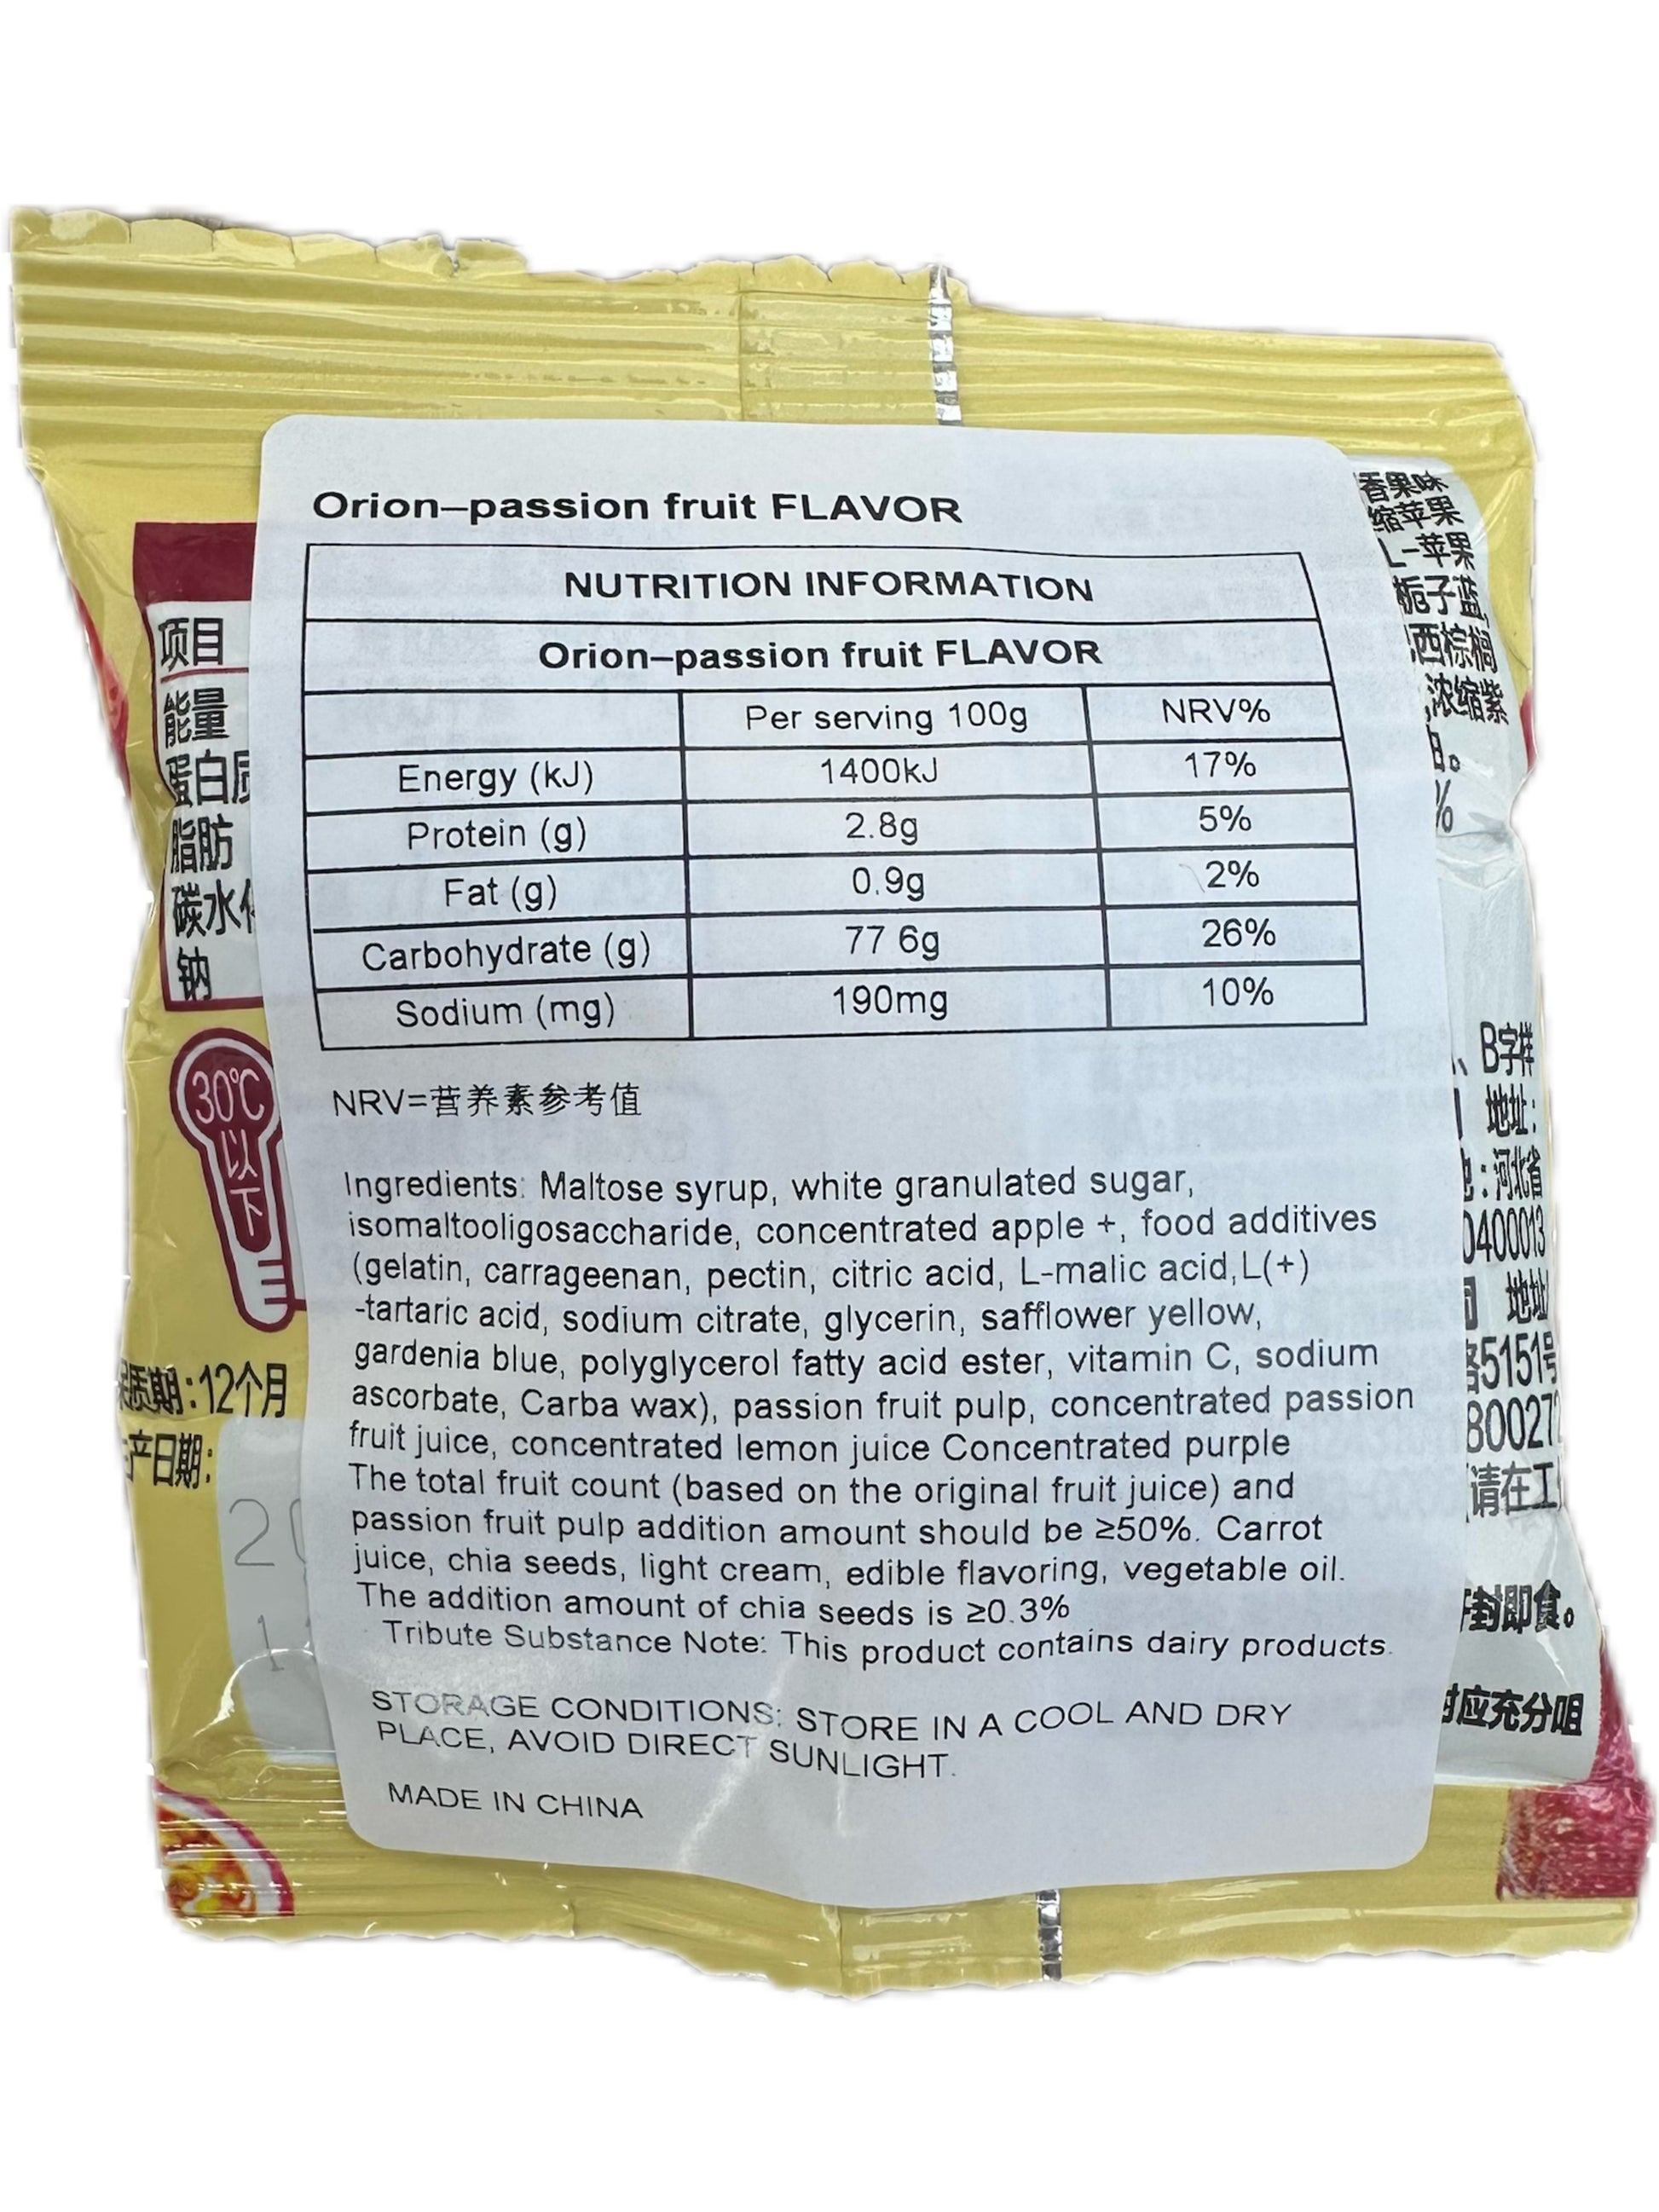 Orion–passion fruit FLAVOR
NUTRITION INFORMATION
Orion–passion fruit FLAVOR
Per serving 100g NRV%
Energy (kJ) 1400kJ 17%
Protein (g) 2.8g 5%
Fat (g) 0.9g 2%
Carbohydrate (g) 77 6g 26%
Sodium (mg) 190mg 10%
NRV=营养素参考值
Ingredients: Maltose syrup, white granulated sugar,
isomaltooligosaccharide, concentrated apple +, food additives
(gelatin, carrageenan, pectin, citric acid, L-malic acid,L(+)
-tartaric acid, sodium citrate, glycerin, safflower yellow,
gardenia blue, polyglycerol fatty acid ester, vitamin C, sodium
ascorbate, Carba wax), passion fruit pulp, concentrated passion
fruit juice, concentrated lemon juice Concentrated purple
The total fruit count (based on the original fruit juice) and
passion fruit pulp addition amount should be ≥50%. Carrot
juice, chia seeds, light cream, edible flavoring, vegetable oil.
The addition amount of chia seeds is ≥0.3%
Tribute Substance Note: This product contains dairy products.
STORAGE CONDITIONS: STORE IN A COOL AND DRY
PLACE, AVOID DIRECT SUNLIGHT.
MADE IN CHINA
项目
能量
蛋白质
脂肪
碳水
钠
30℃
以
下
保质期:12个月
生产日期:
香果味
缩苹果
L-苹果
栀子蓝
西棕榈
浓缩紫
%
、B字样
地址:
:河北省
0400013
司 地址
路5151号
80027
请在工
开封即食。
时应充分咀